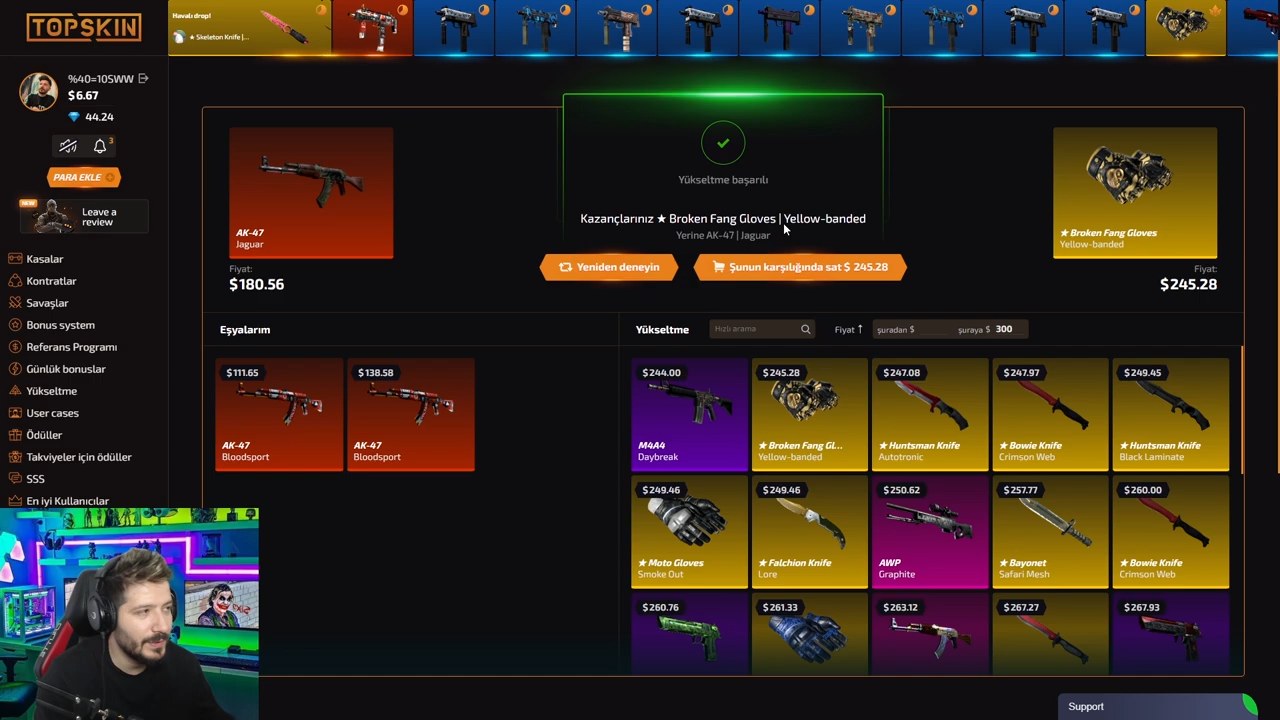 TOPSKIN
Havalı drop!
★ Skeleton Knife |...
%40=10SWW
$6.67
44.24
3
PARA EKLE
NEW
Leave a
review
Kasalar
Kontratlar
Savaşlar
Bonus system
Referans Programı
Günlük bonuslar
Yükseltme
User cases
Ödüller
Takviyeler için ödüller
SSS
En iyi Kullanıcılar
AK-47
Jaguar
Fiyat:
$180.56
Yükseltme başarılı
Kazançlarınız ★ Broken Fang Gloves | Yellow-banded
Yerine AK-47 | Jaguar
Yeniden deneyin
Şunun karşılığında sat $ 245.28
★ Broken Fang Gloves
Yellow-banded
Fiyat:
$245.28
Eşyalarım
$111.65
AK-47
Bloodsport
$138.58
AK-47
Bloodsport
Yükseltme
Hızlı arama
Fiyat ↑
şuradan $
şuraya $ 300
$244.00
M4A4
Daybreak
$245.28
★ Broken Fang Gl...
Yellow-banded
$247.08
★ Huntsman Knife
Autotronic
$247.97
★ Bowie Knife
Crimson Web
$249.45
★ Huntsman Knife
Black Laminate
$249.46
★ Moto Gloves
Smoke Out
$249.46
★ Falchion Knife
Lore
$250.62
AWP
Graphite
$257.77
★ Bayonet
Safari Mesh
$260.00
★ Bowie Knife
Crimson Web
$260.76
$261.33
$263.12
$267.27
$267.93
Support